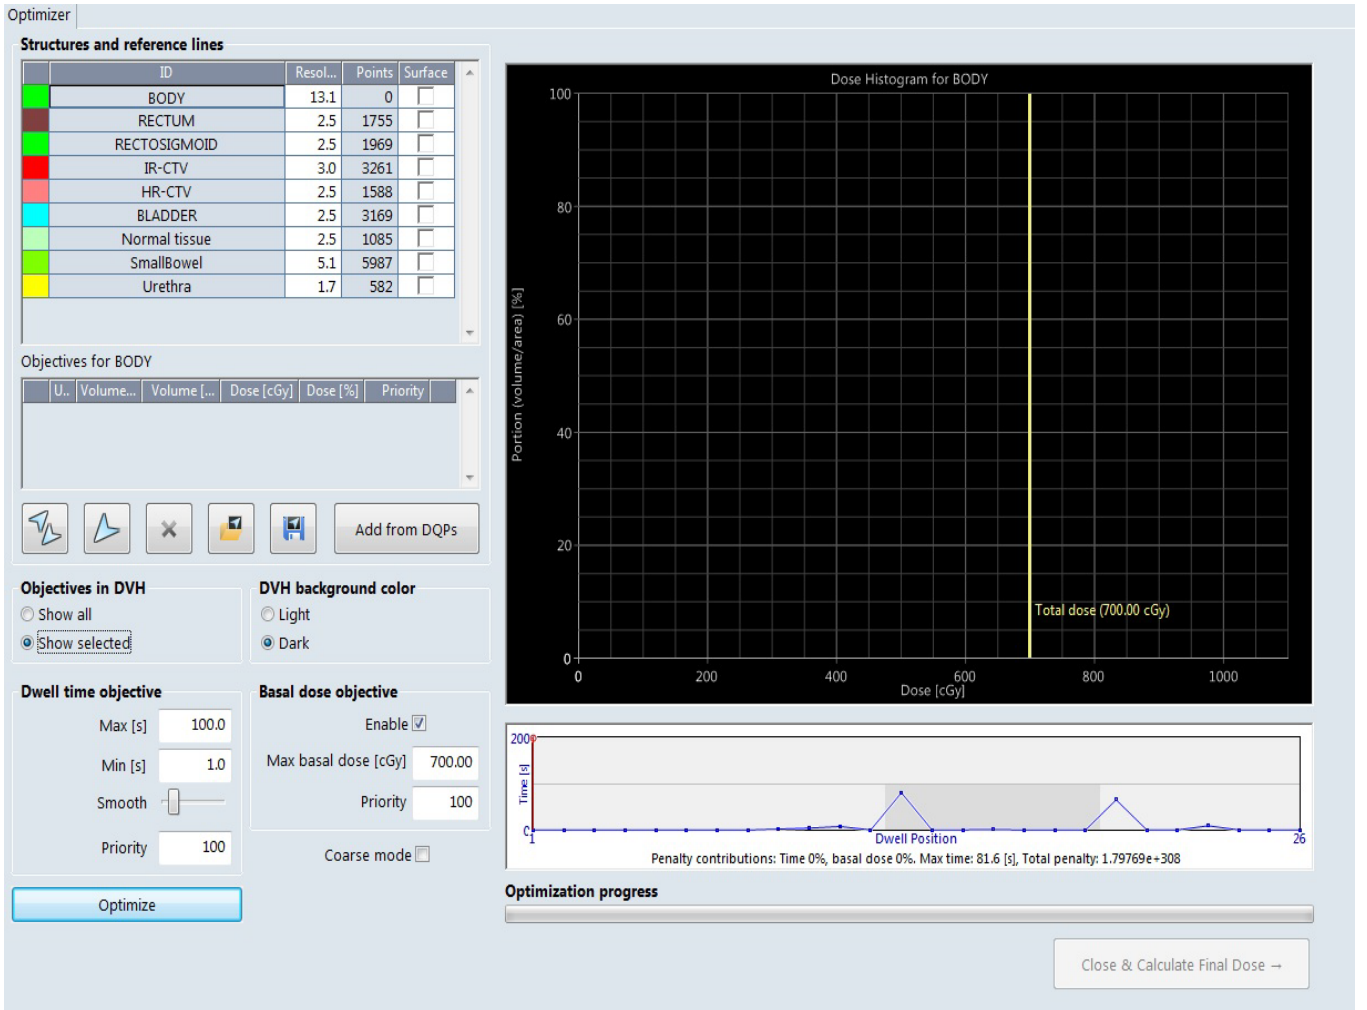 Optimizer
Structures and reference lines
ID Resol... Points Surface
BODY 13.1 0
RECTUM 2.5 1755
RECTOSIGMOID 2.5 1969
IR-CTV 3.0 3261
HR-CTV 2.5 1588
BLADDER 2.5 3169
Normal tissue 2.5 1085
SmallBowel 5.1 5987
Urethra 1.7 582
Objectives for BODY
U.. Volume... Volume [... Dose [cGy] Dose [%] Priority
Add from DQPs
Objectives in DVH
Show all
Show selected
DVH background color
Light
Dark
Dwell time objective
Max [s] 100.0
Min [s] 1.0
Smooth
Priority 100
Basal dose objective
Enable
Max basal dose [cGy] 700.00
Priority 100
Coarse mode
Optimize
Dose Histogram for BODY
Portion (volume/area) [%]
100
80
60
40
20
0
Total dose (700.00 cGy)
0 200 400 600 800 1000
Dose [cGy]
Time [s]
1 Dwell Position 26
Penalty contributions: Time 0%, basal dose 0%. Max time: 81.6 [s], Total penalty: 1.79769e+308
Optimization progress
Close & Calculate Final Dose →